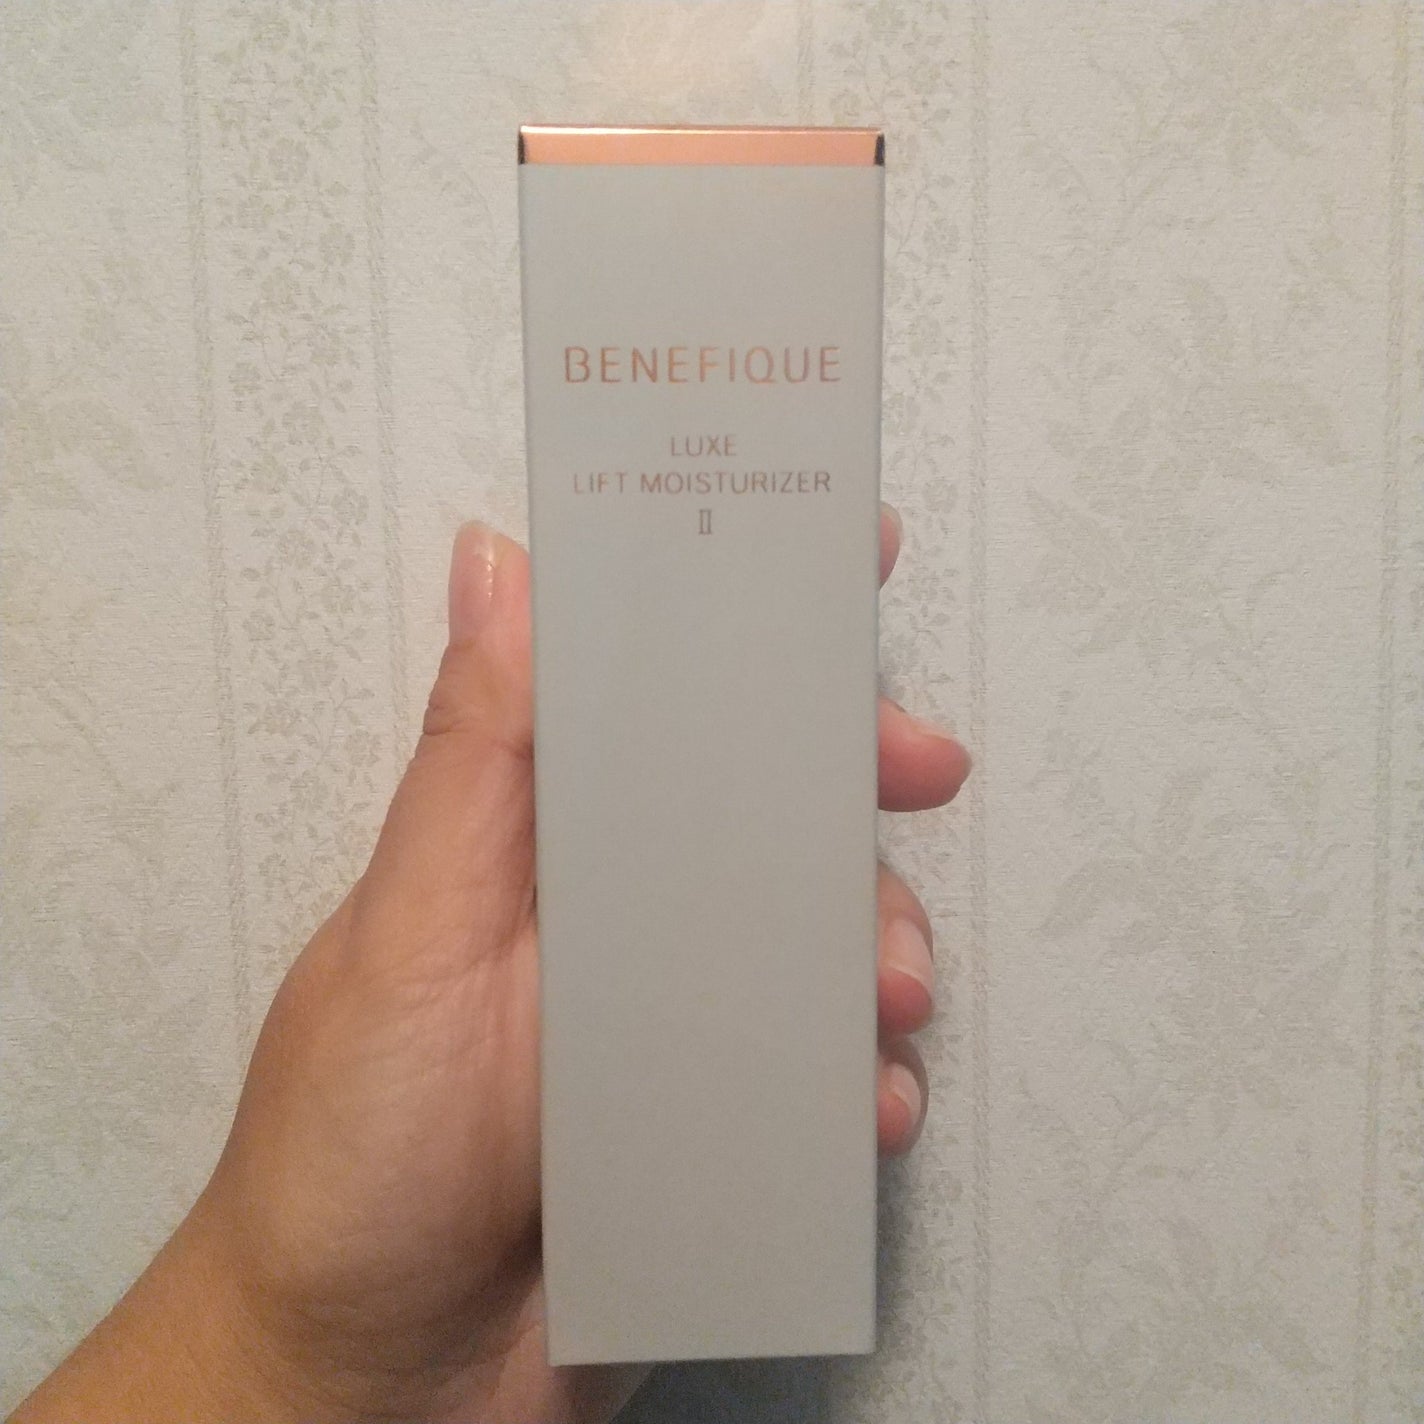 BENEFIQUE
LUXE
LIFT MOISTURIZER
Ⅱ